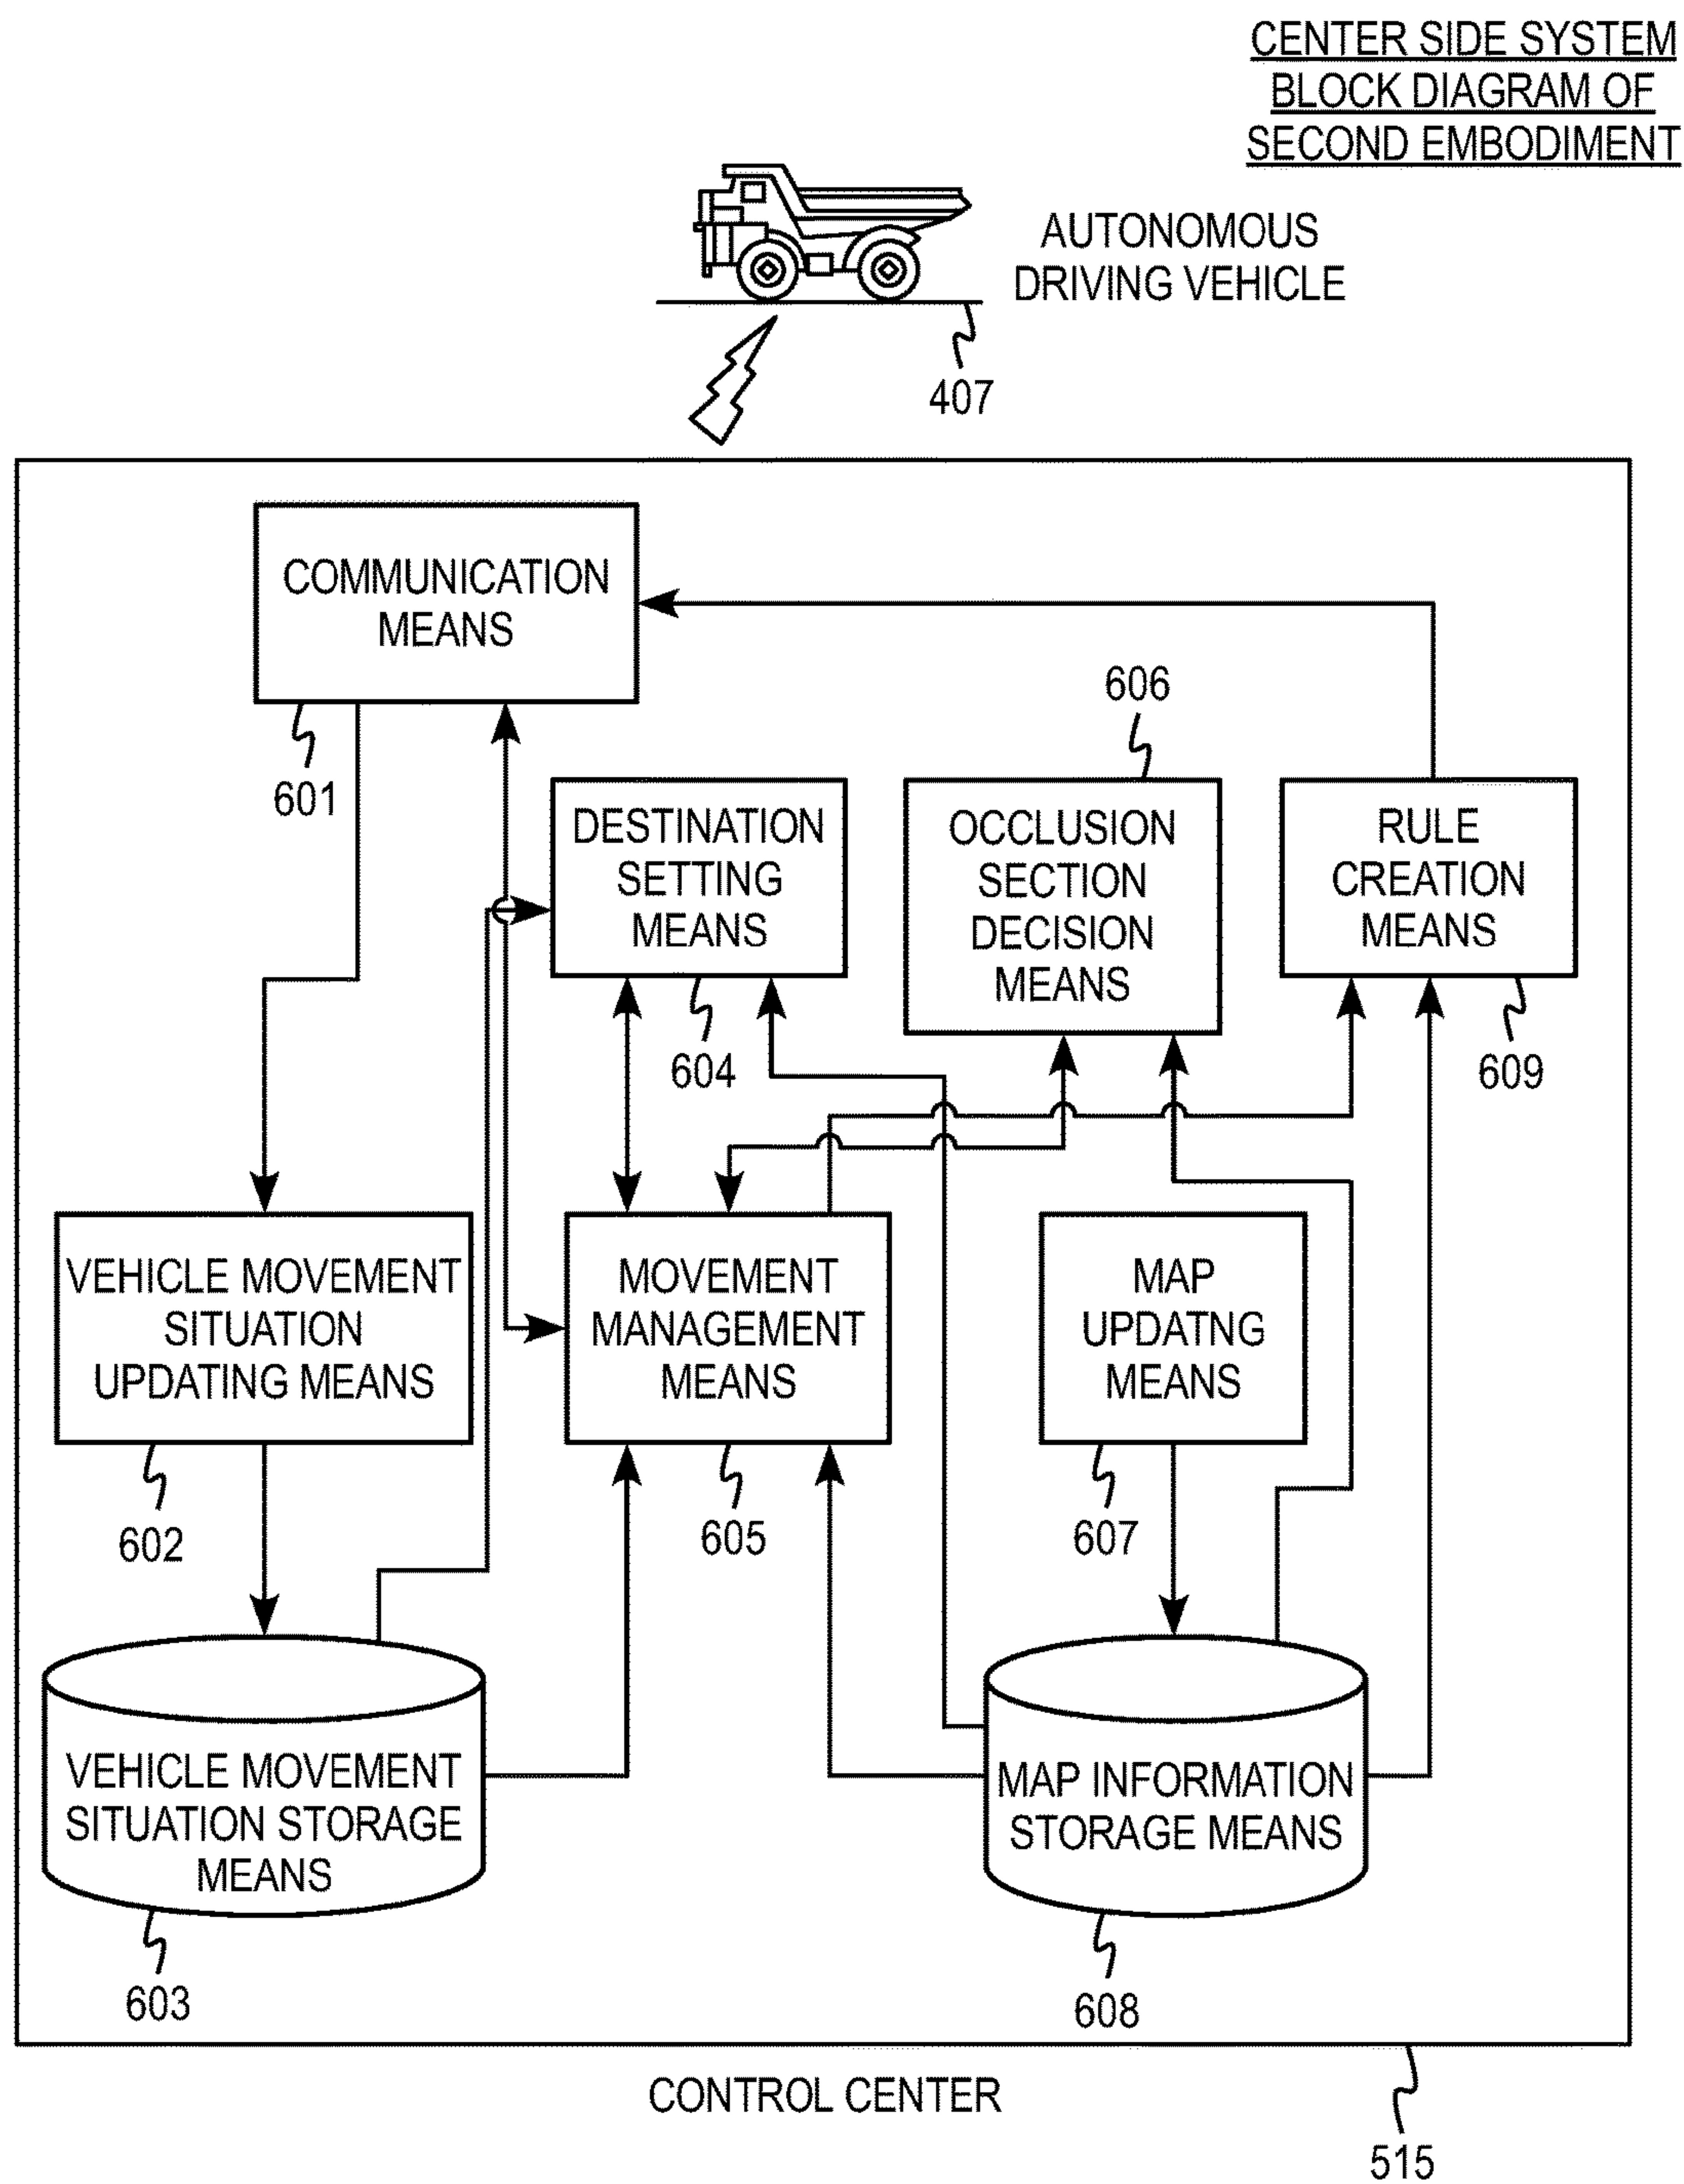 CENTER SIDE SYSTEM
BLOCK DIAGRAM OF
SECOND EMBODIMENT
AUTONOMOUS
DRIVING VEHICLE
407
COMMUNICATION
MEANS
601
606
DESTINATION
SETTING
MEANS
604
OCCLUSION
SECTION
DECISION
MEANS
RULE
CREATION
MEANS
609
VEHICLE MOVEMENT
SITUATION
UPDATING MEANS
602
MOVEMENT
MANAGEMENT
MEANS
605
MAP
UPDATNG
MEANS
607
VEHICLE MOVEMENT
SITUATION STORAGE
MEANS
603
MAP INFORMATION
STORAGE MEANS
608
CONTROL CENTER
515